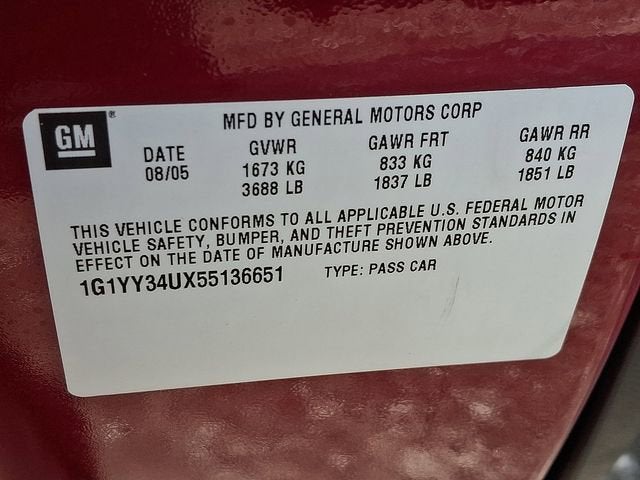 GM®
MFD BY GENERAL MOTORS CORP
DATE GVWR GAWR FRT GAWR RR
08/05 1673 KG 833 KG 840 KG
3688 LB 1837 LB 1851 LB
THIS VEHICLE CONFORMS TO ALL APPLICABLE U.S. FEDERAL MOTOR
VEHICLE SAFETY, BUMPER, AND THEFT PREVENTION STANDARDS IN
EFFECT ON THE DATE OF MANUFACTURE SHOWN ABOVE.
1G1YY34UX55136651 TYPE: PASS CAR